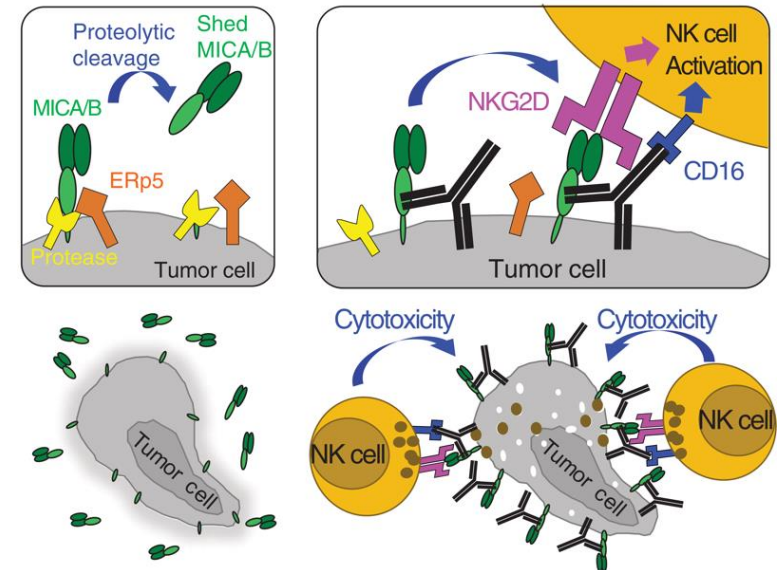 Proteolytic
cleavage
Shed
MICA/B
MICA/B
ERp5
Protease
Tumor cell
NK cell
Activation
NKG2D
CD16
Tumor cell
Tumor cell
Cytotoxicity
Cytotoxicity
NK cell
Tumor cell
NK cell